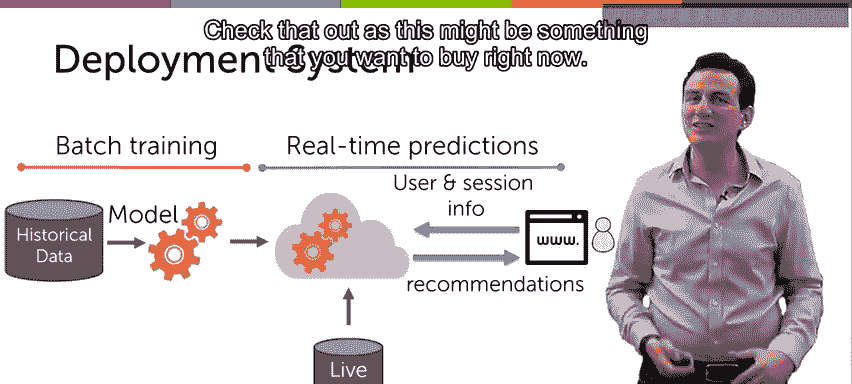 Check that out as this might be something
that you want to buy right now.
Deployment System
Batch training
Real-time predictions
User & session
info
Historical
Data
Model
www.
recommendations
Live